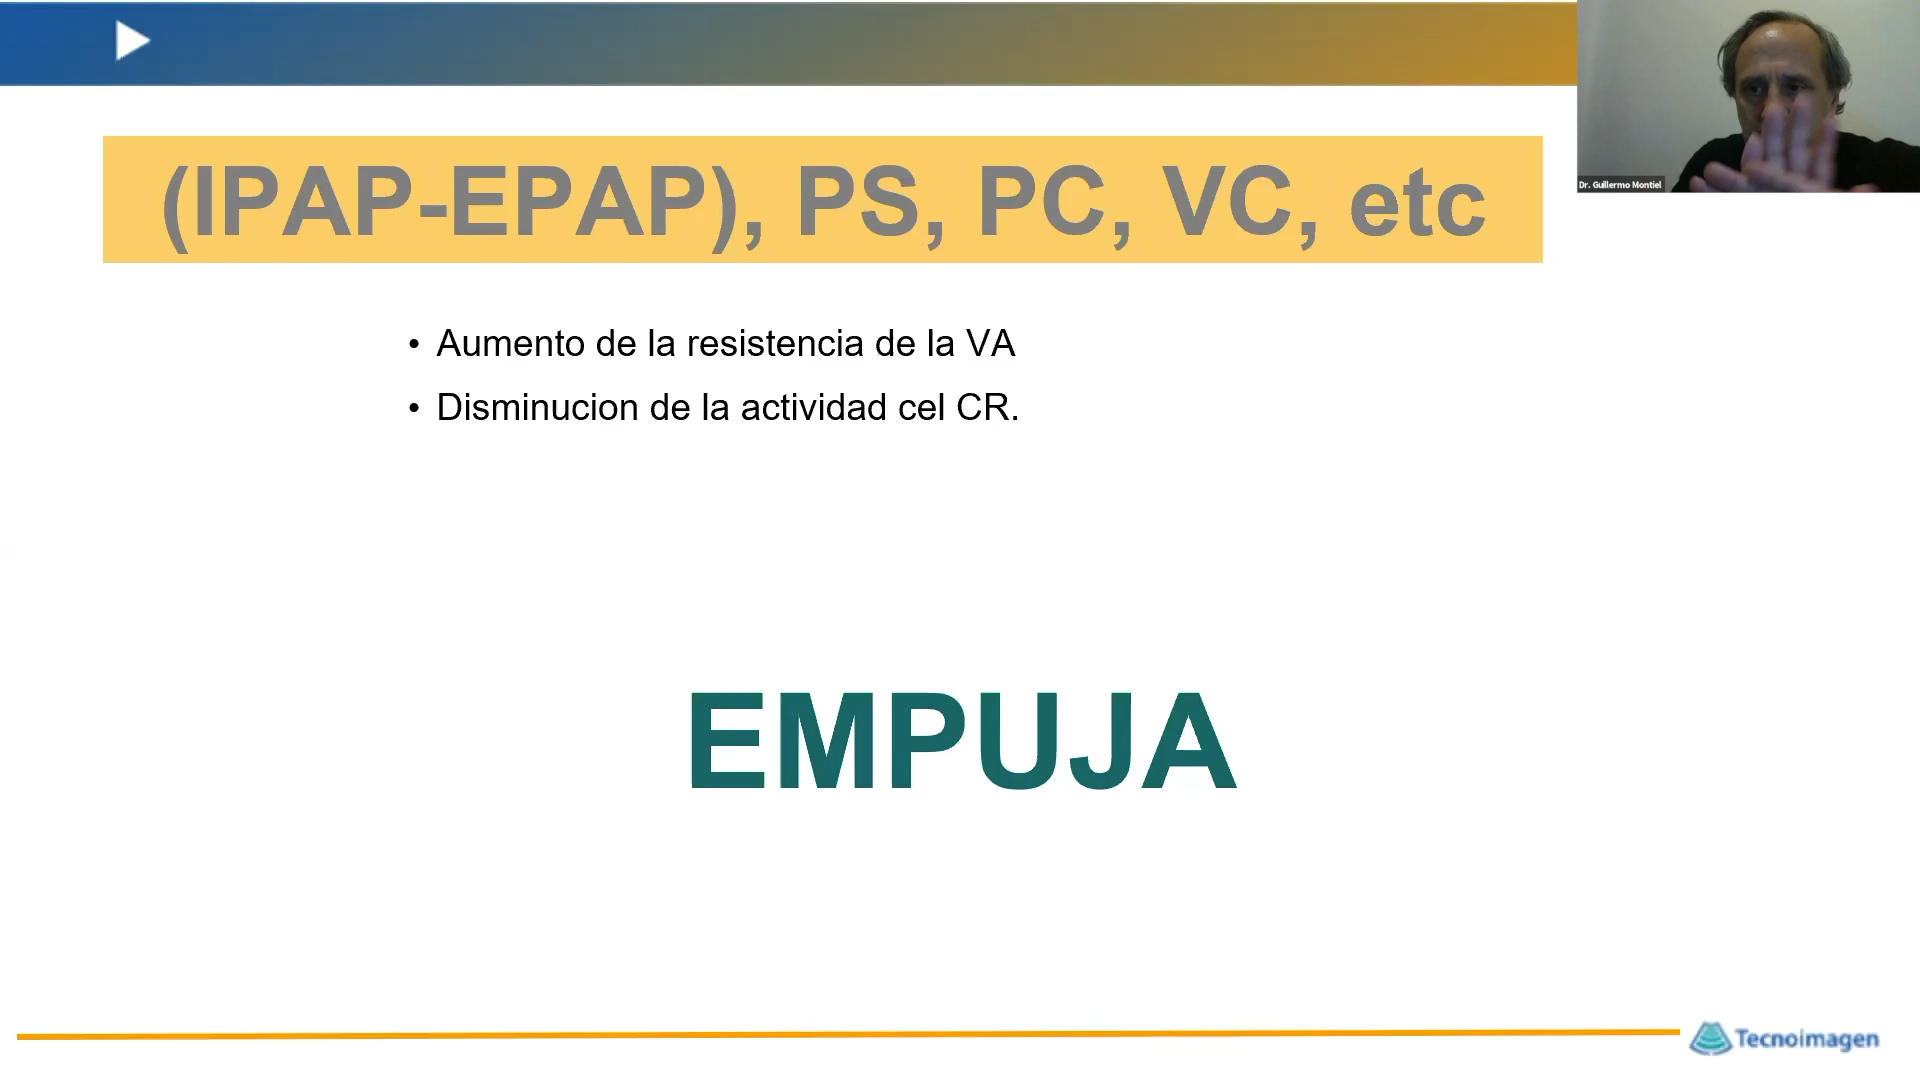 (IPAP-EPAP), PS, PC, VC, etc
Dr. Guillermo Montiel
• Aumento de la resistencia de la VA
• Disminucion de la actividad cel CR.
EMPUJA
Tecnoimagen